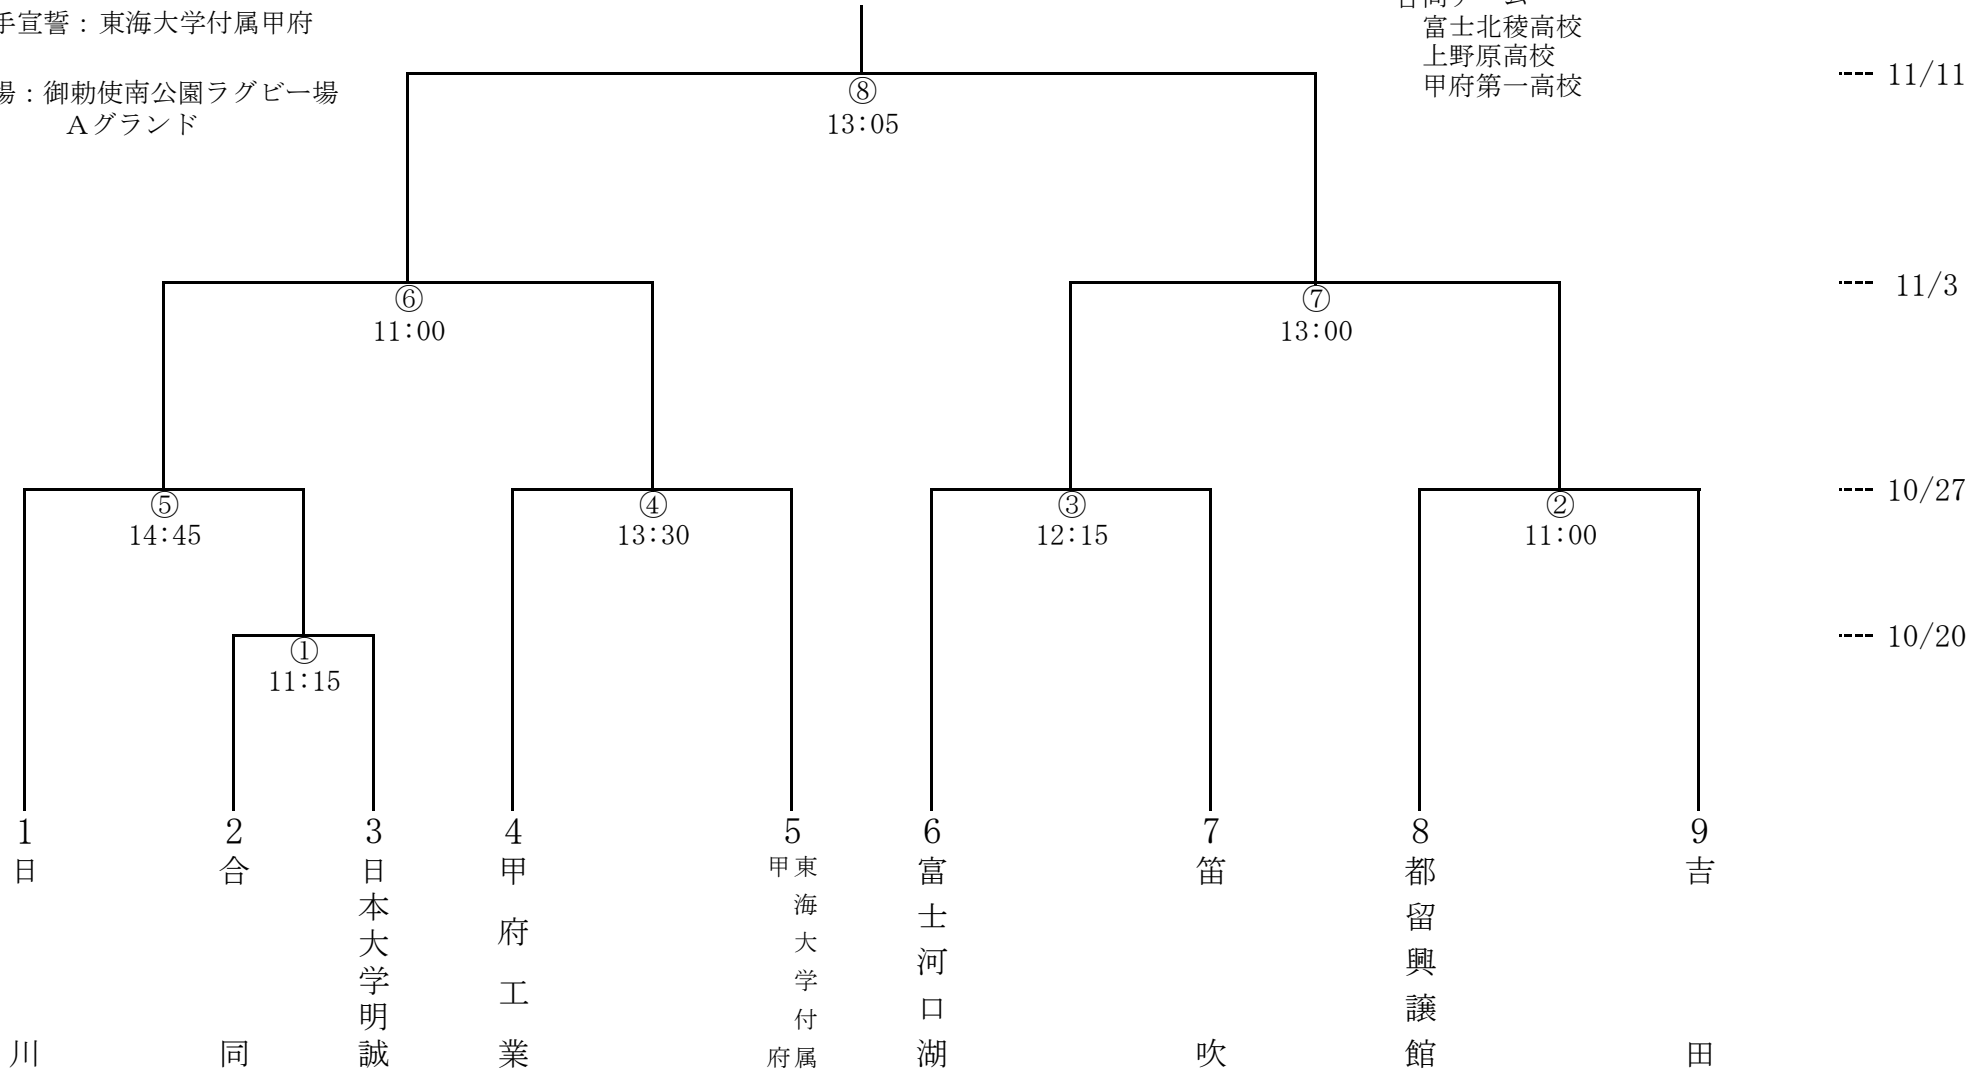 手宣誓：東海大学付属甲府
場：御勅使南公園ラグビー場
Aグランド
合同チーム
富士北稜高校
上野原高校
甲府第一高校
11/11
⑧
13:05
11/3
⑥
11:00
⑦
13:00
10/27
⑤
14:45
④
13:30
③
12:15
②
11:00
10/20
①
11:15
1
日川
2
合同
3
日本大学明誠
4
甲府工業
5
東海大学付属
甲府
6
富士河口湖
7
笛吹
8
都留興譲館
9
吉田